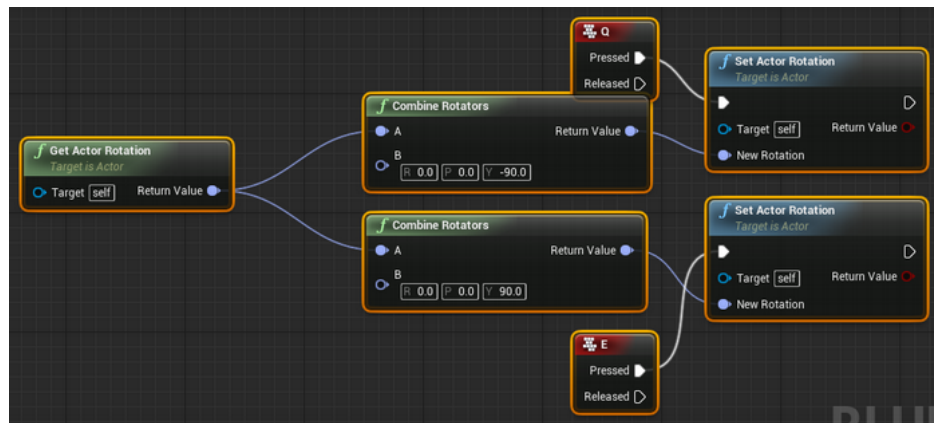 Q
Pressed
Released
Set Actor Rotation
Target is Actor
Target self Return Value
New Rotation
Combine Rotators
A Return Value
B
R 0.0 P 0.0 Y -90.0
Get Actor Rotation
Target is Actor
Target self Return Value
Combine Rotators
A Return Value
B
R 0.0 P 0.0 Y 90.0
Set Actor Rotation
Target is Actor
Target self Return Value
New Rotation
E
Pressed
Released